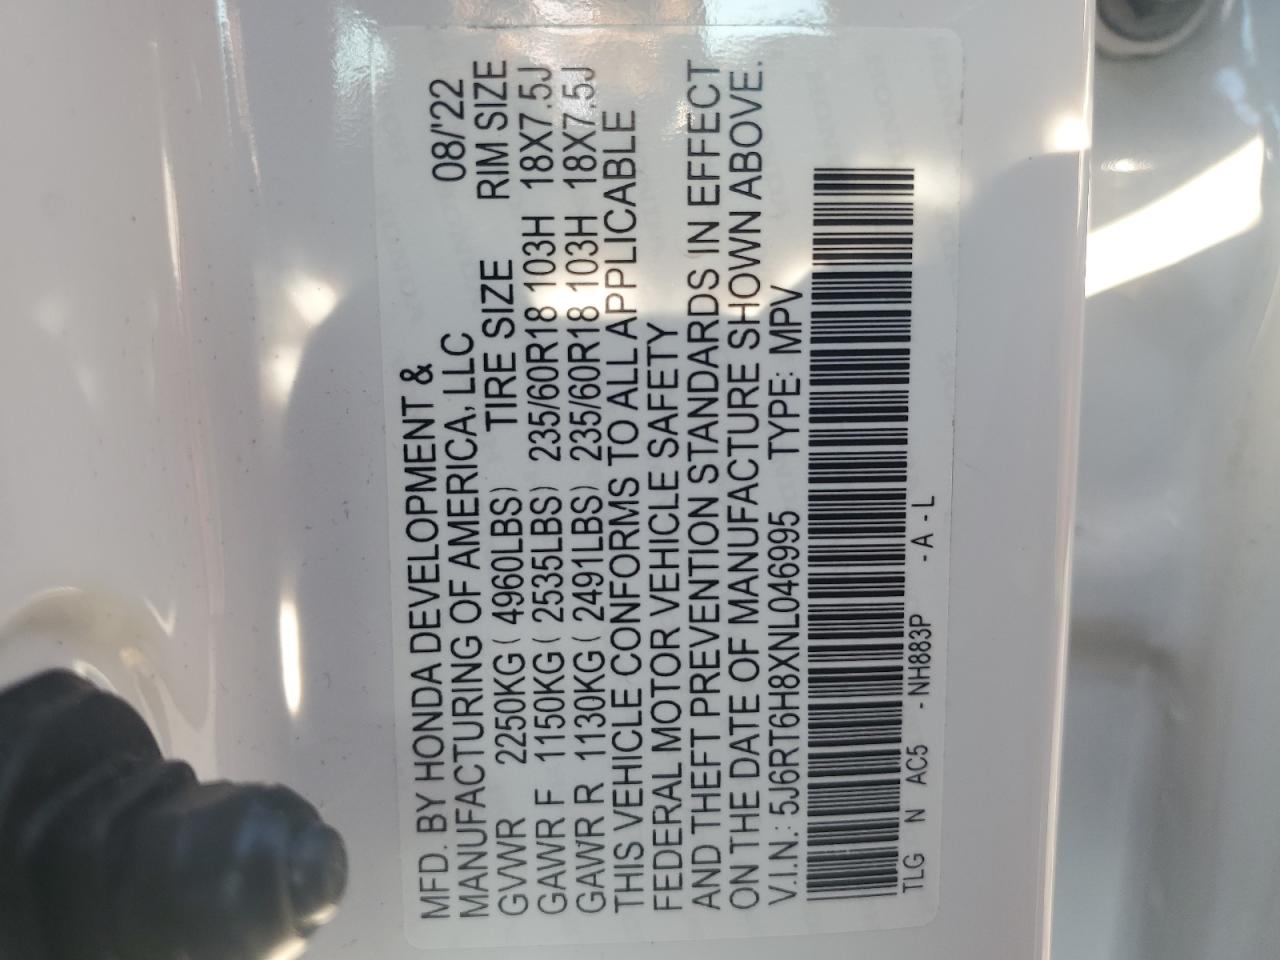 MFD. BY HONDA DEVELOPMENT &
MANUFACTURING OF AMERICA, LLC 08/'22
GVWR 2250KG ( 4960LBS) TIRE SIZE RIM SIZE
GAWR F 1150KG ( 2535LBS) 235/60R18 103H 18X7.5J
GAWR R 1130KG ( 2491LBS) 235/60R18 103H 18X7.5J
THIS VEHICLE CONFORMS TO ALL APPLICABLE
FEDERAL MOTOR VEHICLE SAFETY
AND THEFT PREVENTION STANDARDS IN EFFECT
ON THE DATE OF MANUFACTURE SHOWN ABOVE.
V.I.N.: 5J6RT6H8XNL046995 TYPE: MPV
TLG N AC5 - NH883P - A - L